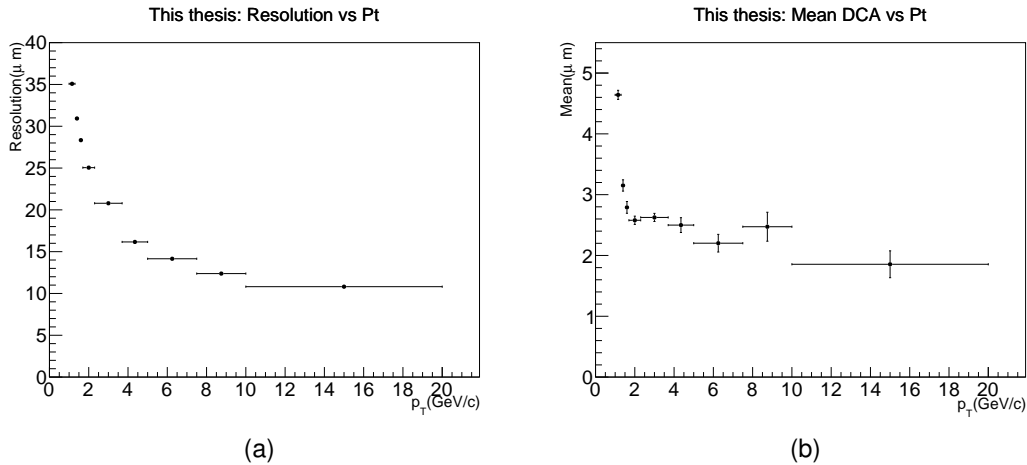 This thesis: Resolution vs Pt
Resolution(μ m)
40
35
30
25
20
15
10
5
0
0 2 4 6 8 10 12 14 16 18 20
p_T(GeV/c)
(a)
This thesis: Mean DCA vs Pt
Mean(μ m)
5
4
3
2
1
0
0 2 4 6 8 10 12 14 16 18 20
p_T(GeV/c)
(b)